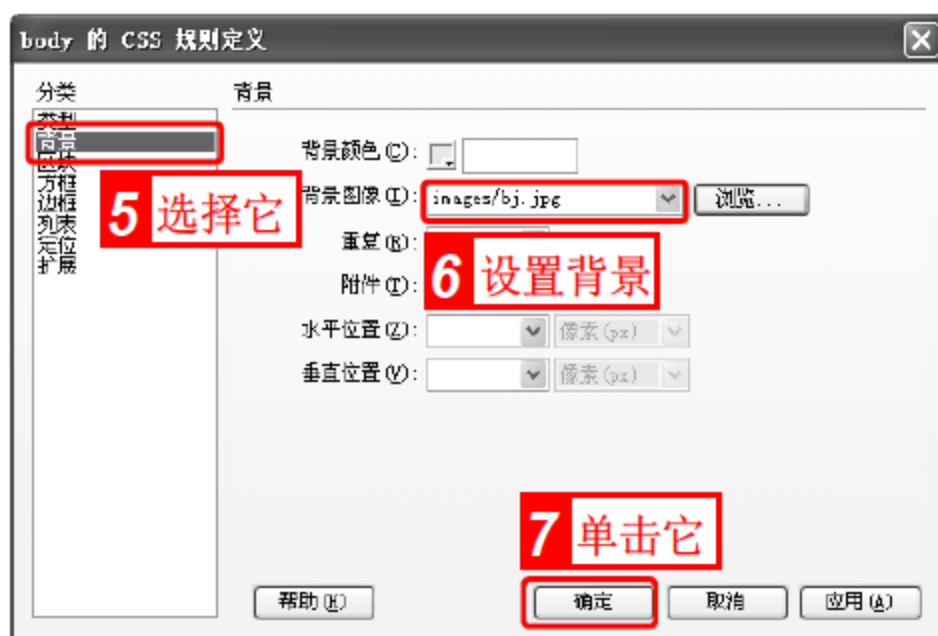 body 的 CSS 规则定义
分类
背景
类型
背景
区块
方框
边框
列表
定位
扩展
5 选择它
背景颜色(C):
背景图像(I): images/bj.jpg 浏览...
重复(R):
附件(T):
6 设置背景
水平位置(Z): 像素(px)
垂直位置(V): 像素(px)
7 单击它
帮助(H) 确定 取消 应用(A)